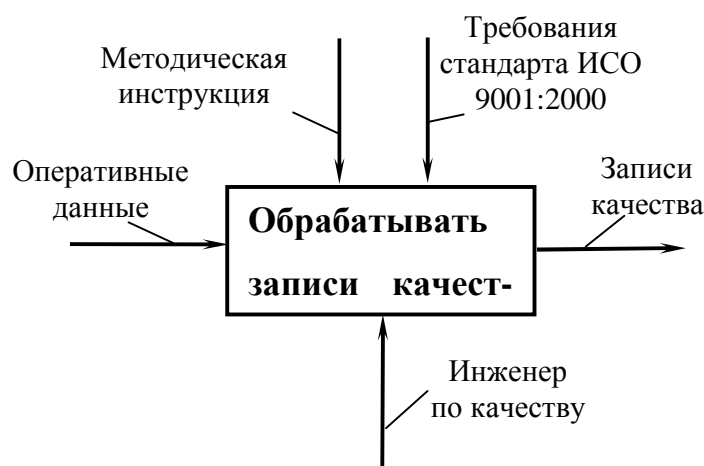 Методическая
инструкция
Требования
стандарта ИСО
9001:2000
Оперативные
данные
Обрабатывать
записи качест-
Записи
качества
Инженер
по качеству